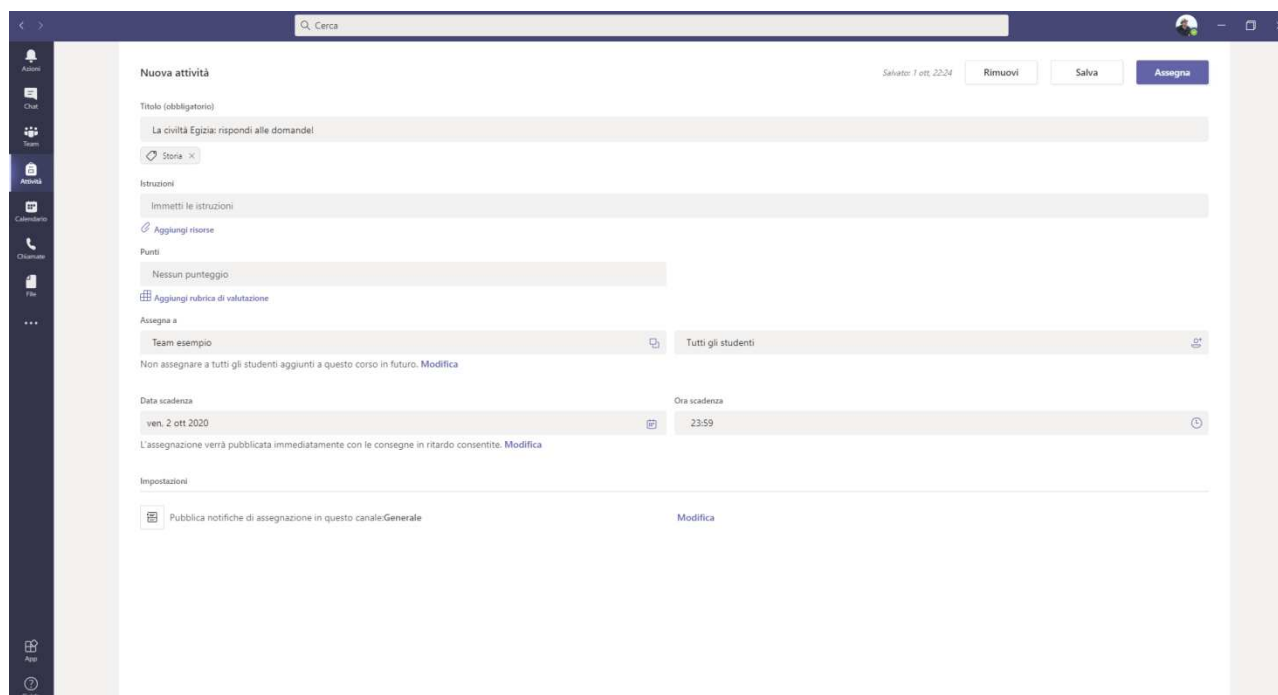 Cerca
Azioni
Chat
Team
Attività
Calendario
Chiamate
File
App
Nuova attività
Salvato: 1 ott, 22:24
Rimuovi
Salva
Assegna
Titolo (obbligatorio)
La civiltà Egizia: rispondi alle domande!
Storia
Istruzioni
Immetti le istruzioni
Aggiungi risorse
Punti
Nessun punteggio
Aggiungi rubrica di valutazione
Assegna a
Team esempio
Tutti gli studenti
Non assegnare a tutti gli studenti aggiunti a questo corso in futuro. Modifica
Data scadenza
Ora scadenza
ven, 2 ott 2020
23:59
L'assegnazione verrà pubblicata immediatamente con le consegne in ritardo consentite. Modifica
Impostazioni
Pubblica notifiche di assegnazione in questo canale:Generale
Modifica